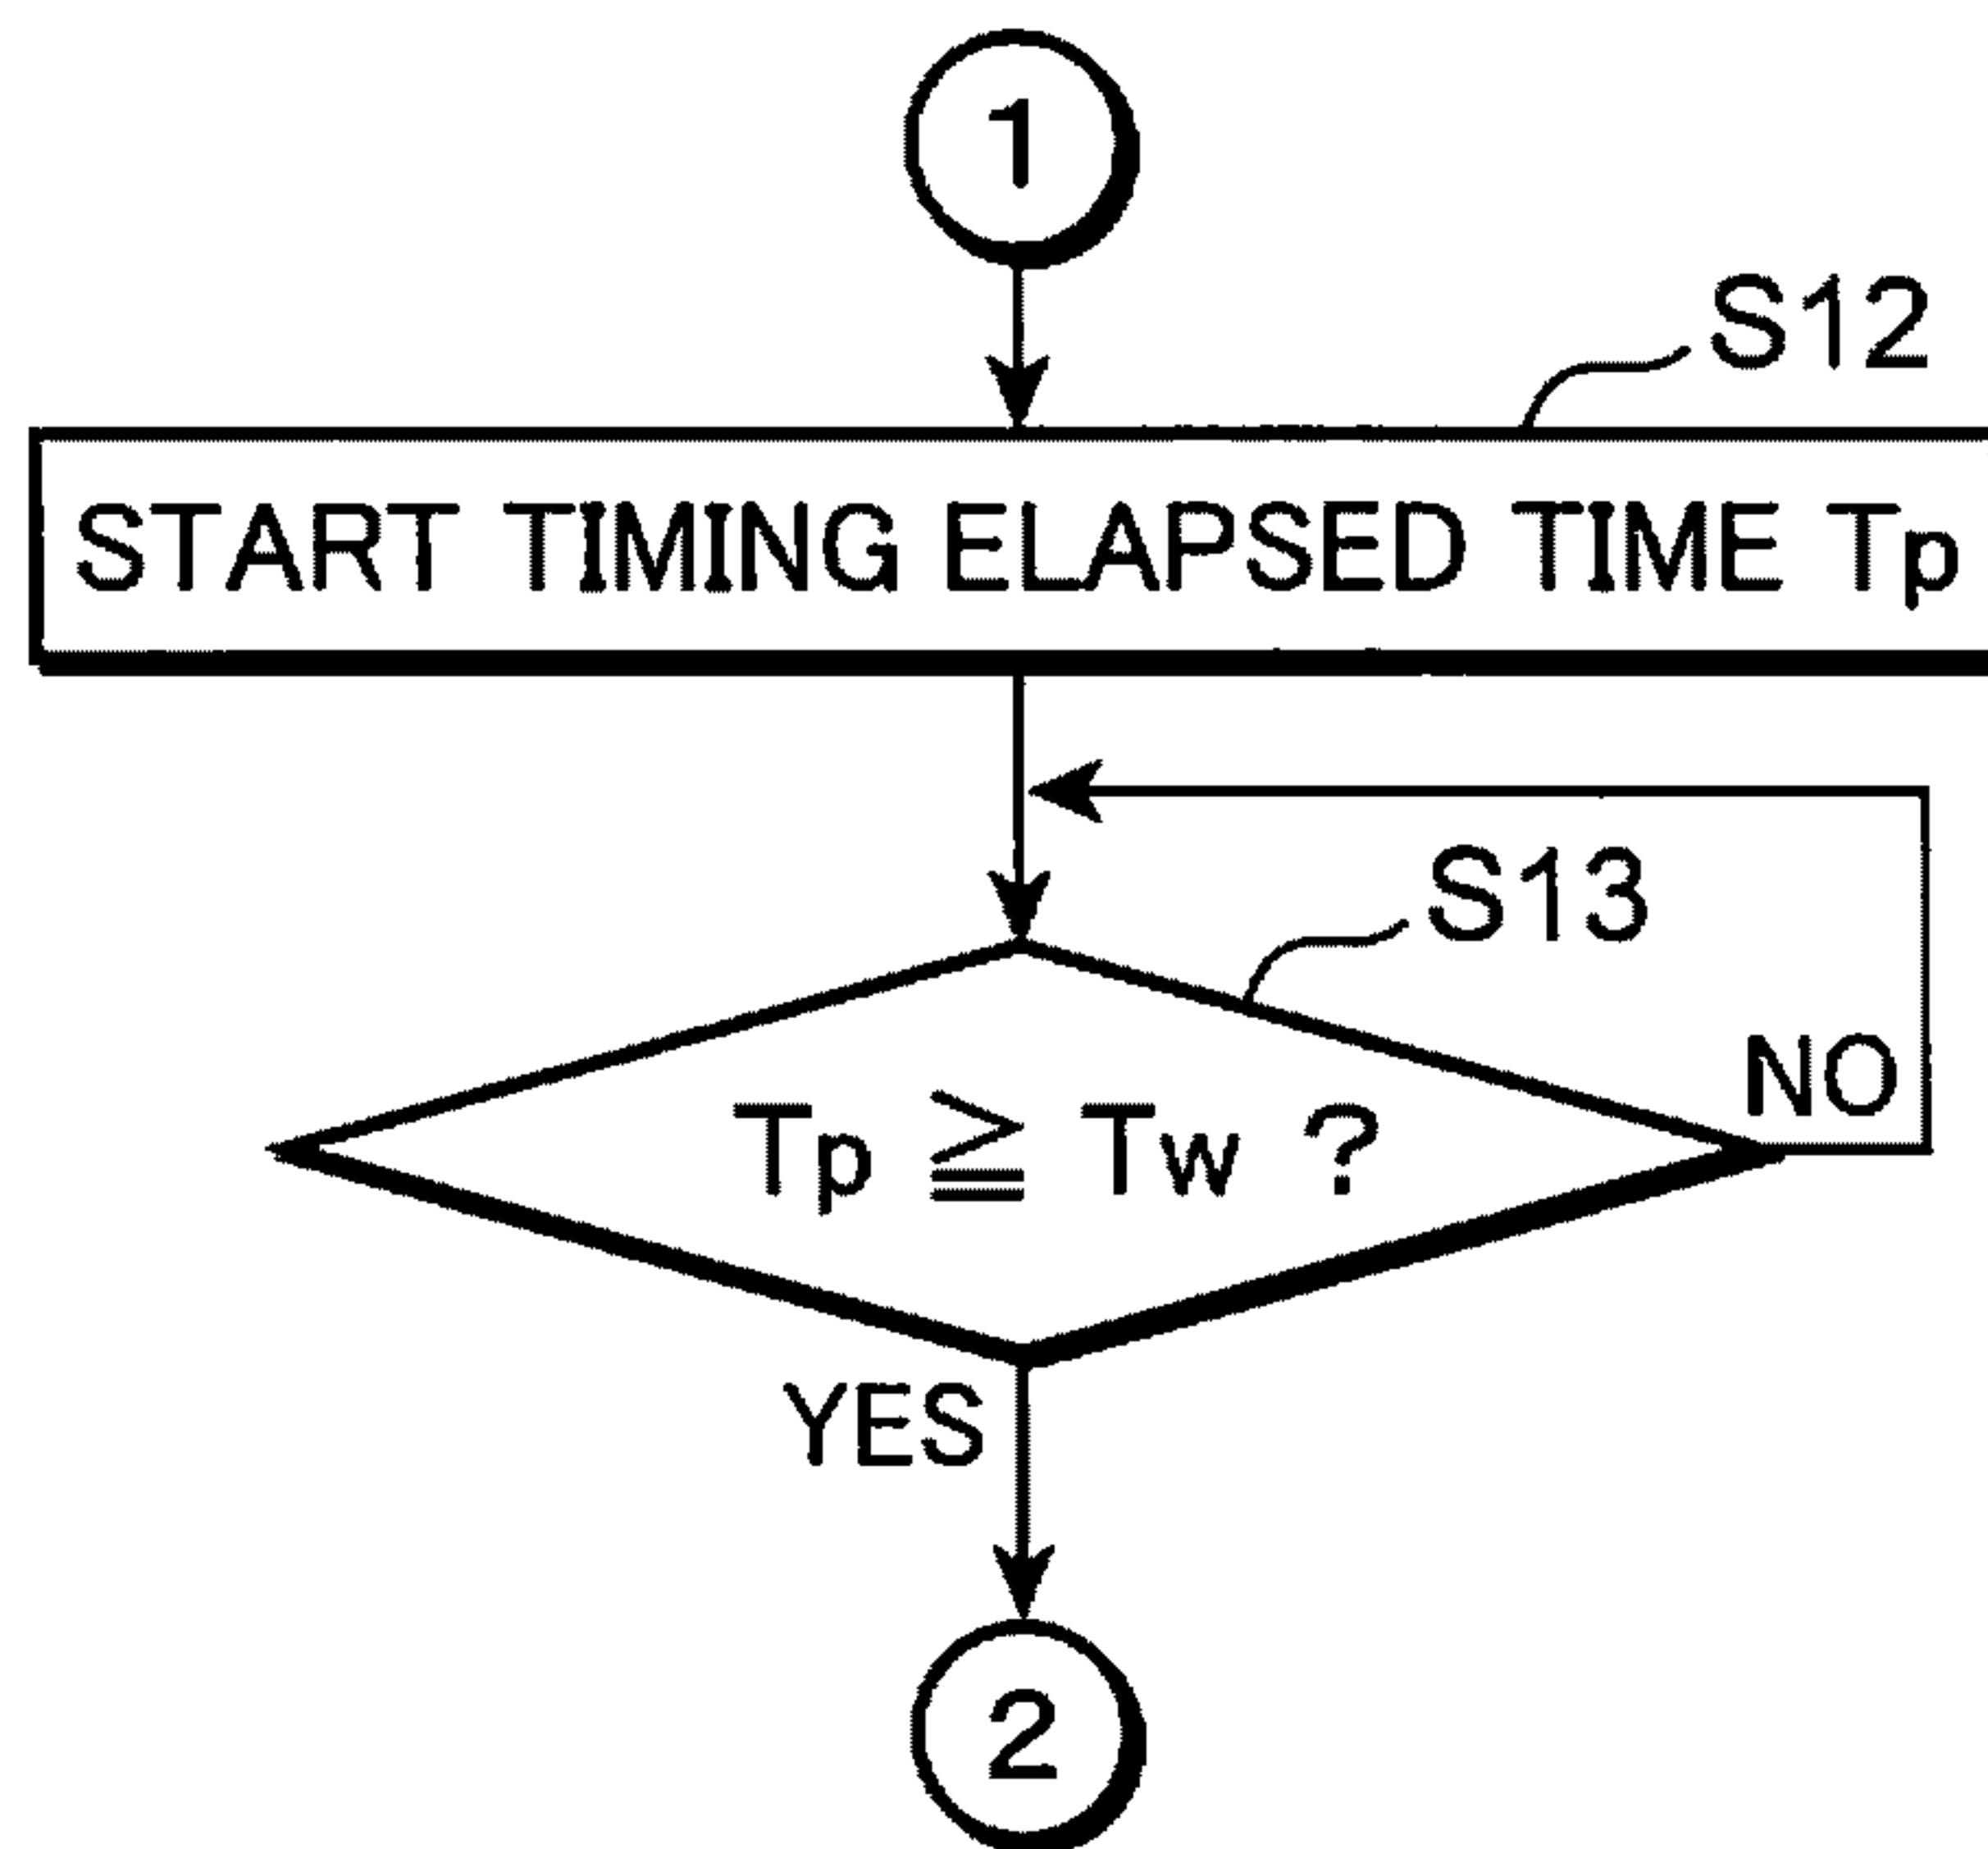 1
S12
START TIMING ELAPSED TIME Tp
S13
NO
Tp ≧ Tw ?
YES
2